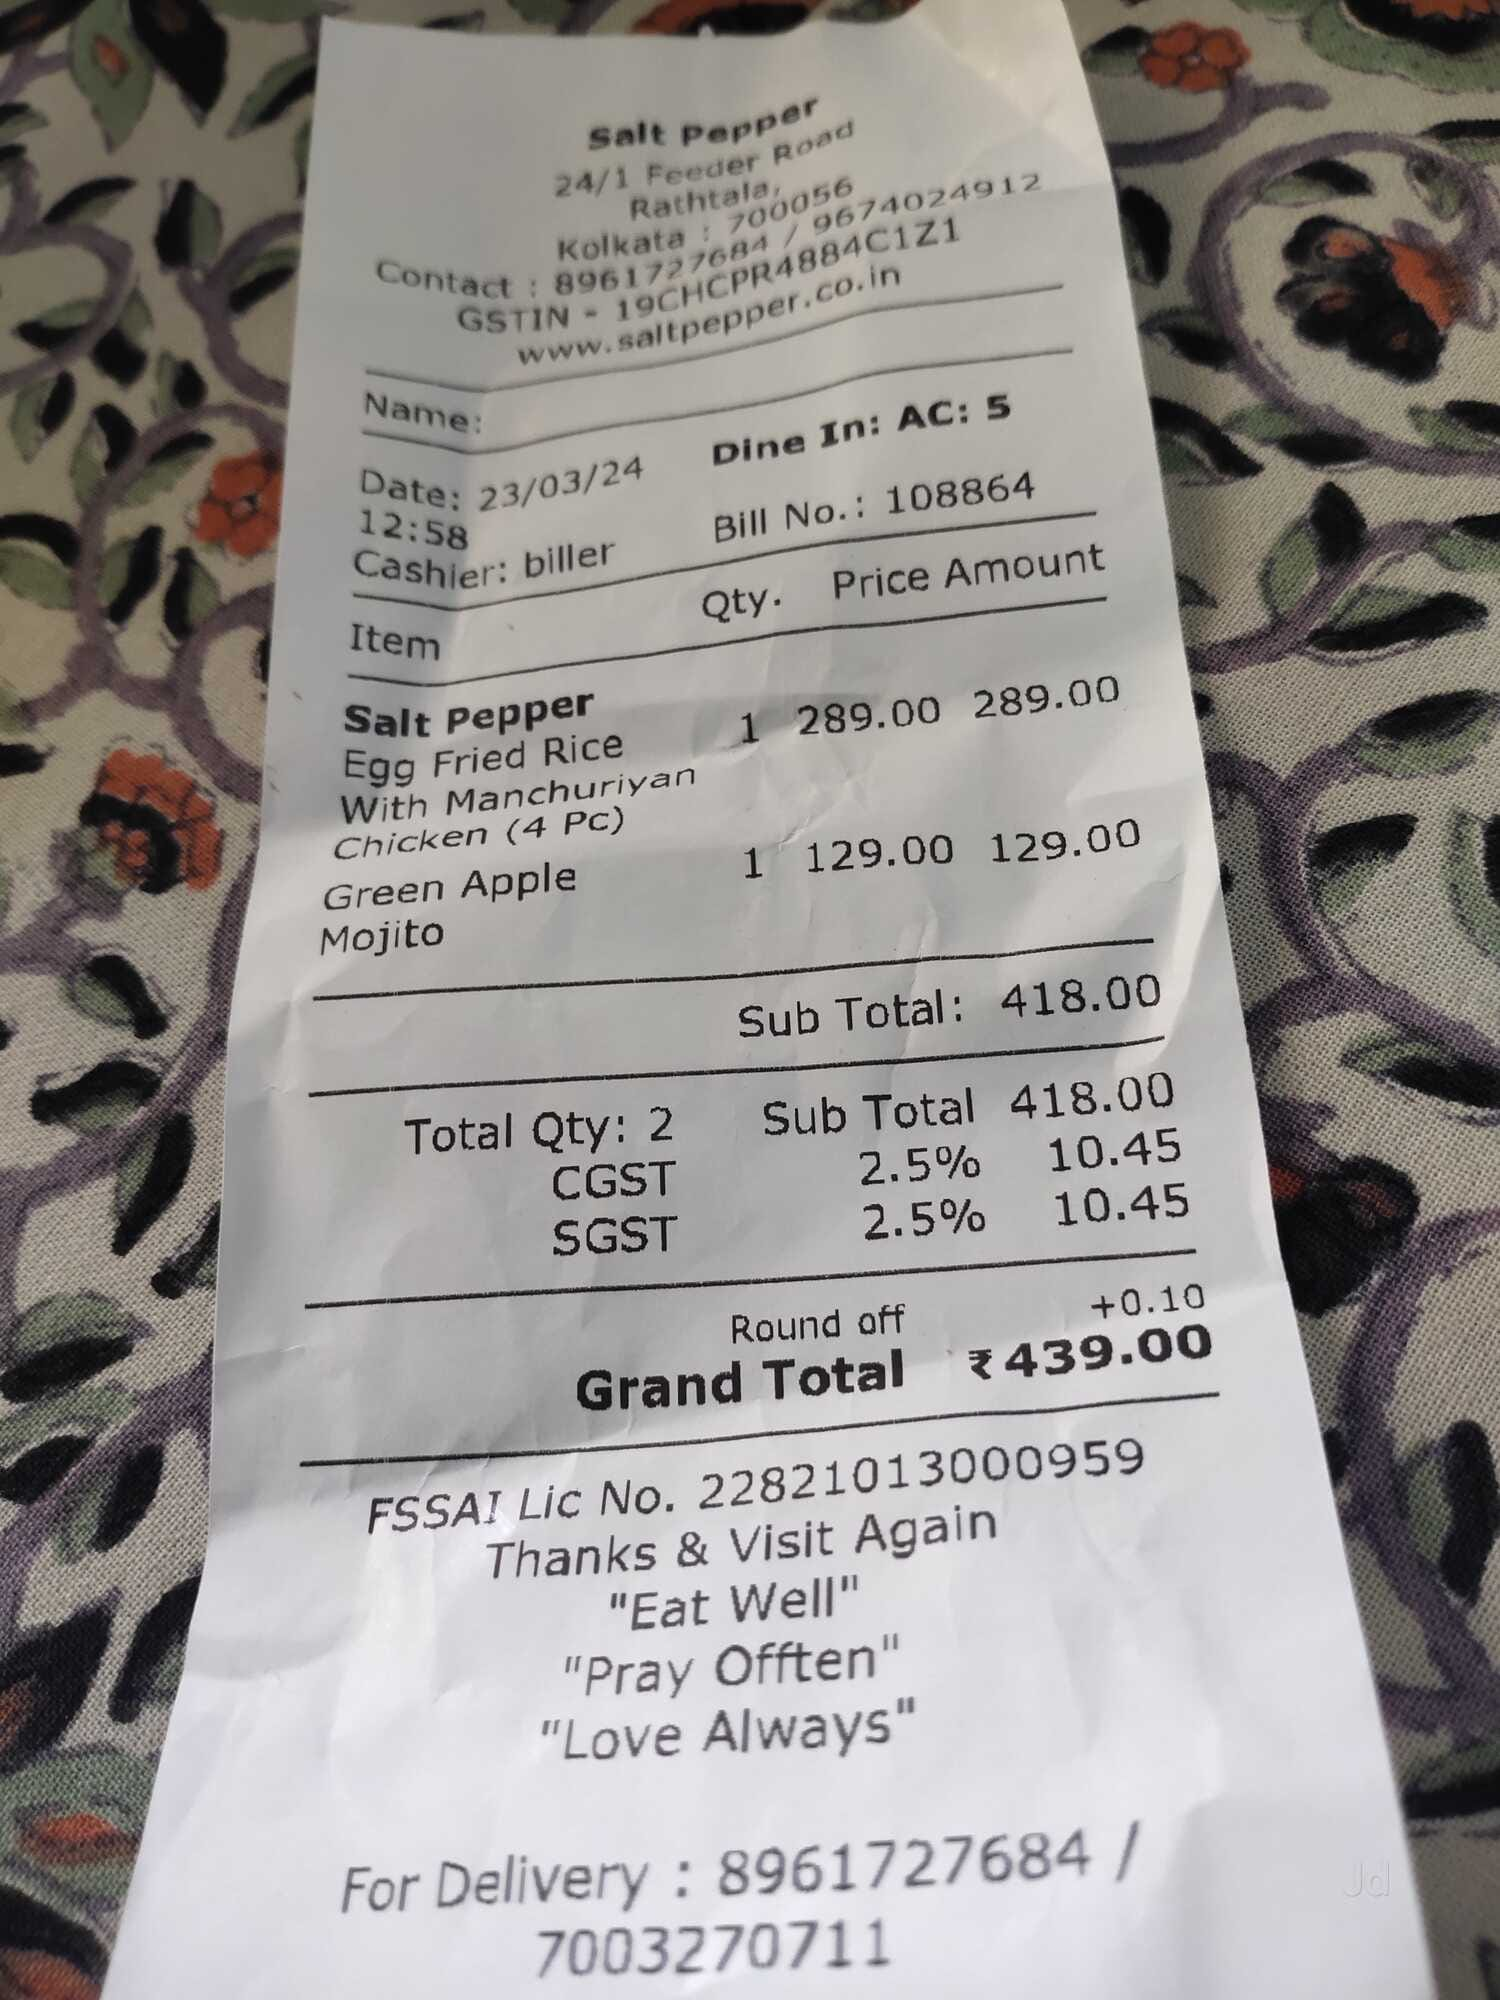 Salt Pepper
24/1 Feeder Road
Rathtala,
Kolkata : 700056
Contact : 8961727684 / 9674024912
GSTIN - 19CHCPR4884C1Z1
www.saltpepper.co.in
Name:
Date: 23/03/24 Dine In: AC: 5
12:58
Cashier: biller Bill No.: 108864
Item Qty. Price Amount
Salt Pepper
Egg Fried Rice 1 289.00 289.00
With Manchuriyan
Chicken (4 Pc)
Green Apple 1 129.00 129.00
Mojito
Sub Total: 418.00
Total Qty: 2 Sub Total 418.00
CGST 2.5% 10.45
SGST 2.5% 10.45
Round off +0.10
Grand Total ₹439.00
FSSAI Lic No. 22821013000959
Thanks & Visit Again
"Eat Well"
"Pray Offten"
"Love Always"
For Delivery : 8961727684 /
7003270711
Jd